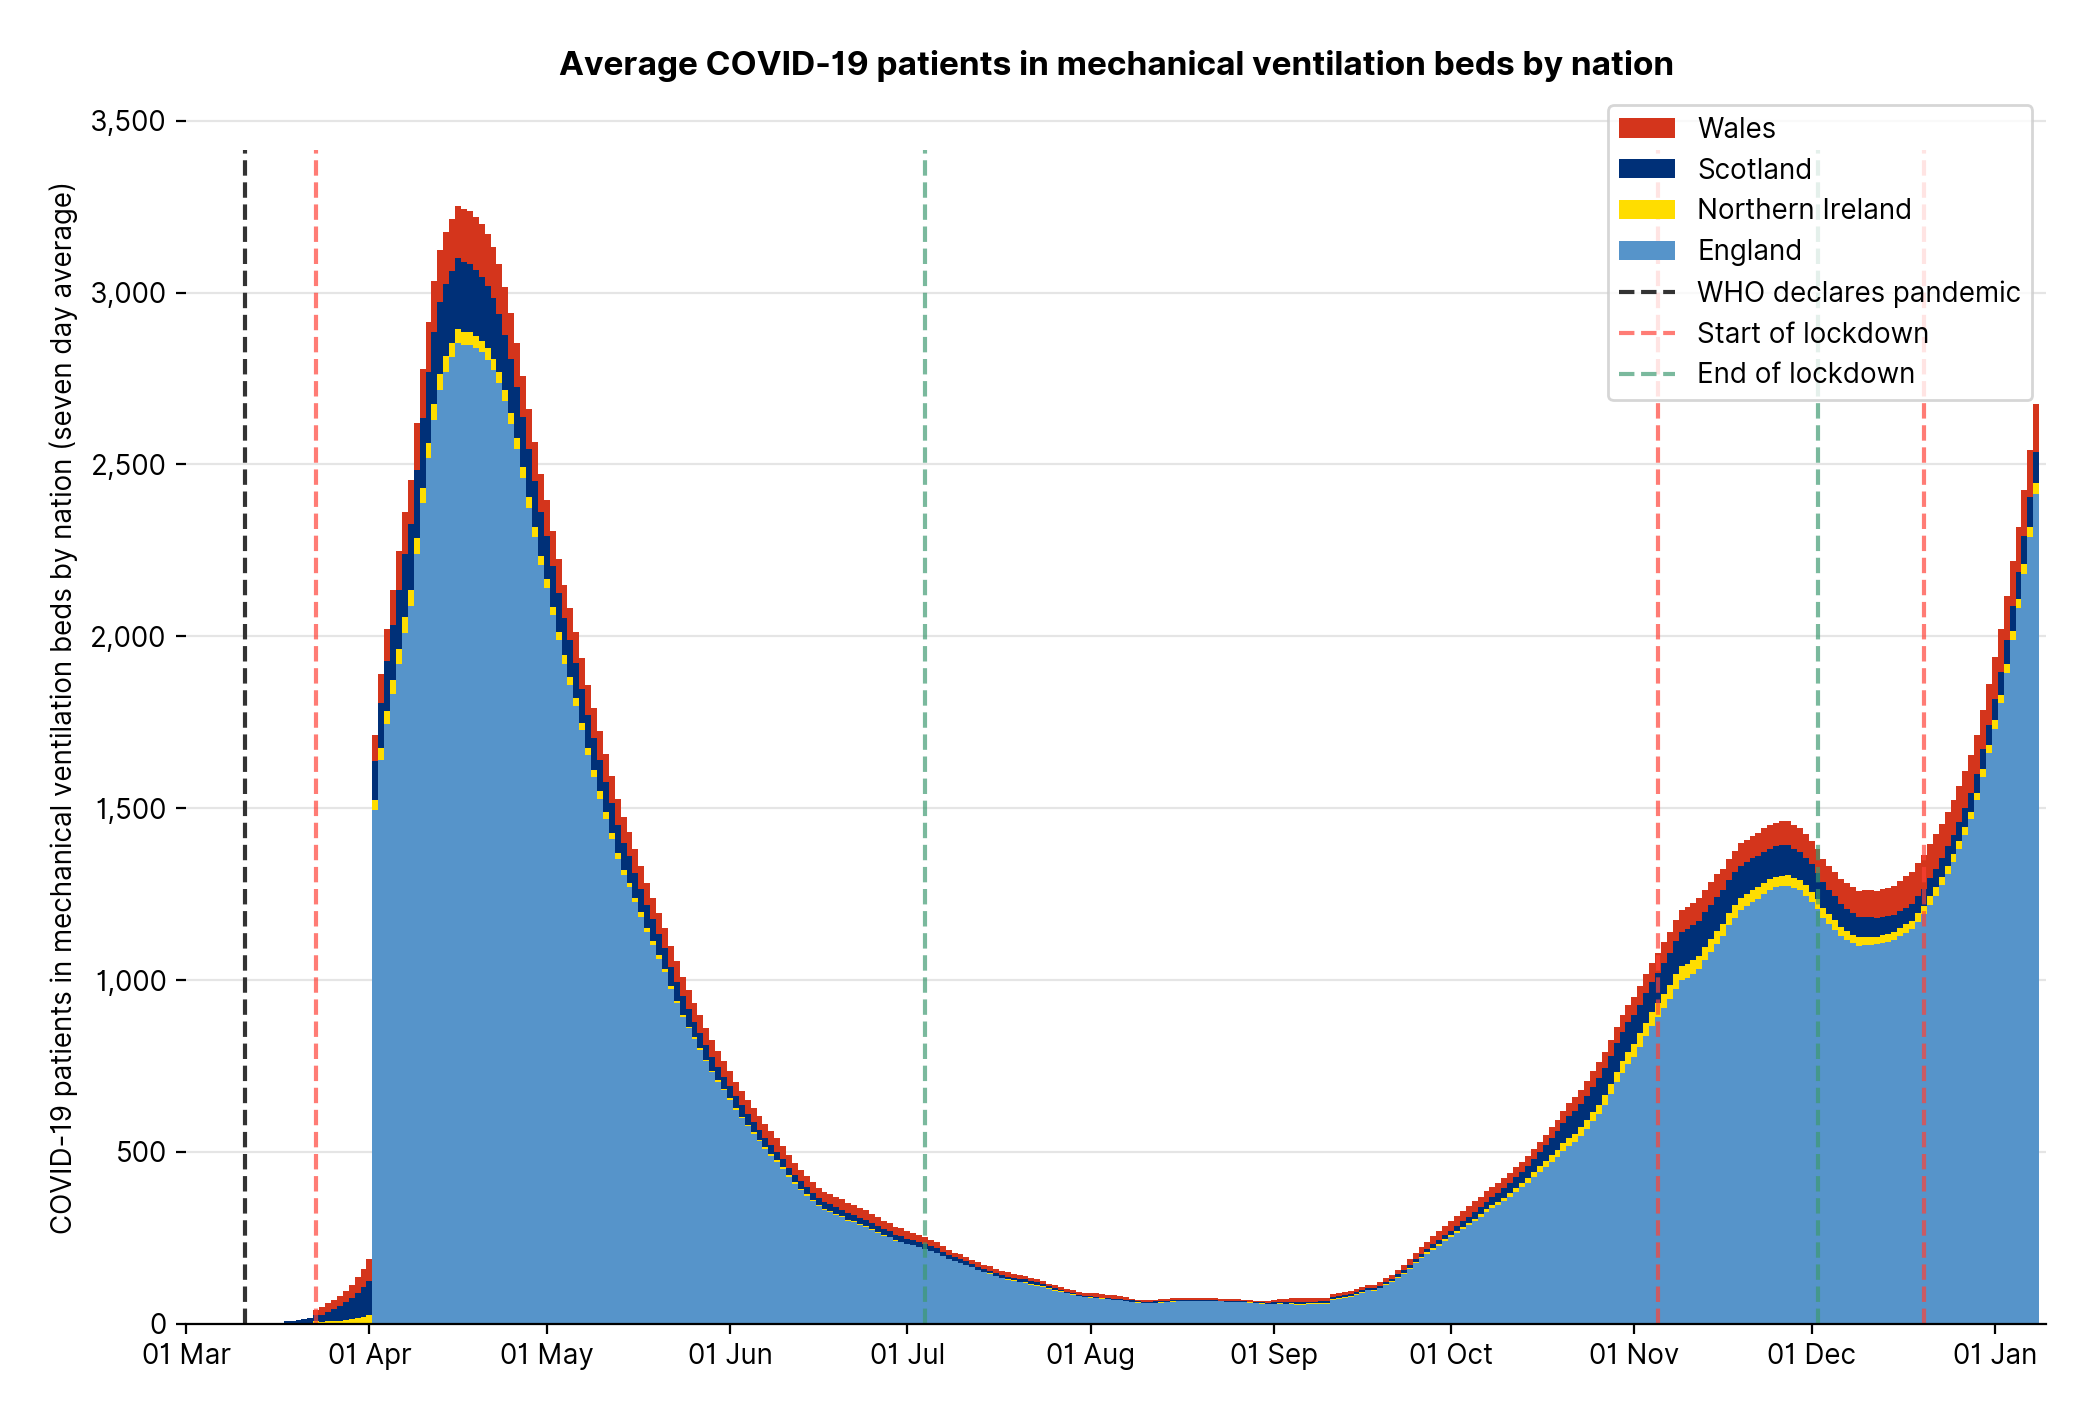 Average COVID-19 patients in mechanical ventilation beds by nation
COVID-19 patients in mechanical ventilation beds by nation (seven day average)
3,500
3,000
2,500
2,000
1,500
1,000
500
0
Wales
Scotland
Northern Ireland
England
WHO declares pandemic
Start of lockdown
End of lockdown
01 Mar
01 Apr
01 May
01 Jun
01 Jul
01 Aug
01 Sep
01 Oct
01 Nov
01 Dec
01 Jan